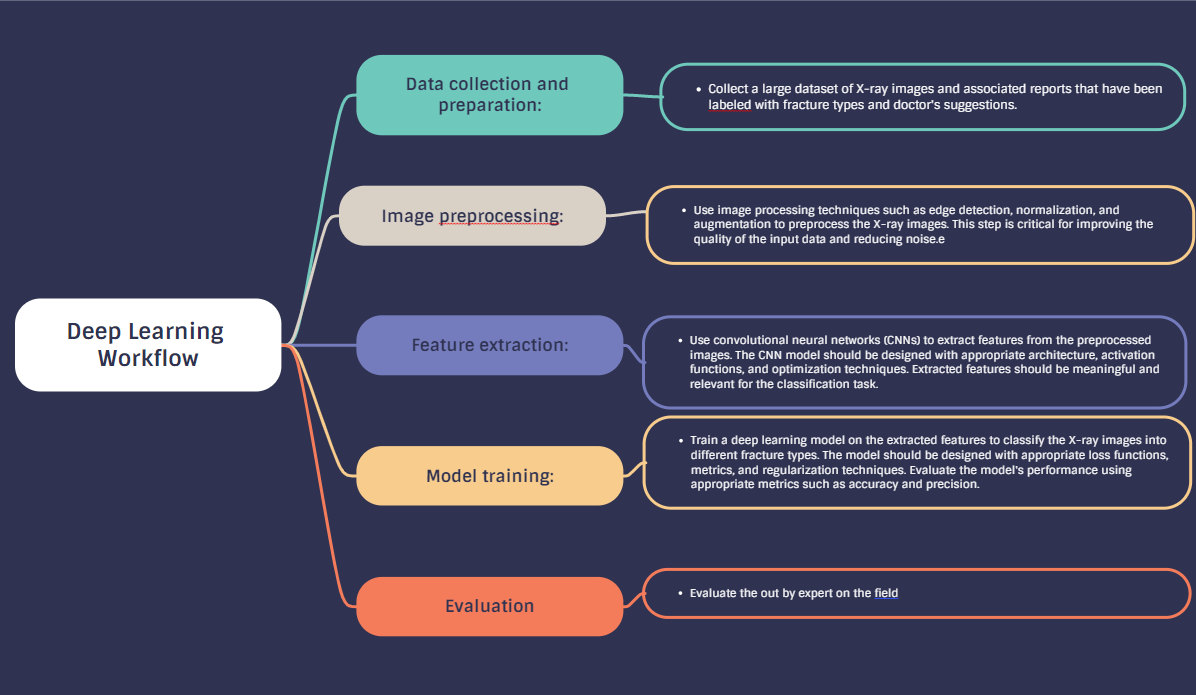 Deep Learning
Workflow
Data collection and
preparation:
• Collect a large dataset of X-ray images and associated reports that have been
labeled with fracture types and doctor's suggestions.
Image preprocessing:
• Use image processing techniques such as edge detection, normalization, and
augmentation to preprocess the X-ray images. This step is critical for improving the
quality of the input data and reducing noise.e
Feature extraction:
• Use convolutional neural networks (CNNs) to extract features from the preprocessed
images. The CNN model should be designed with appropriate architecture, activation
functions, and optimization techniques. Extracted features should be meaningful and
relevant for the classification task.
Model training:
• Train a deep learning model on the extracted features to classify the X-ray images into
different fracture types. The model should be designed with appropriate loss functions,
metrics, and regularization techniques. Evaluate the model's performance using
appropriate metrics such as accuracy and precision.
Evaluation
• Evaluate the out by expert on the field